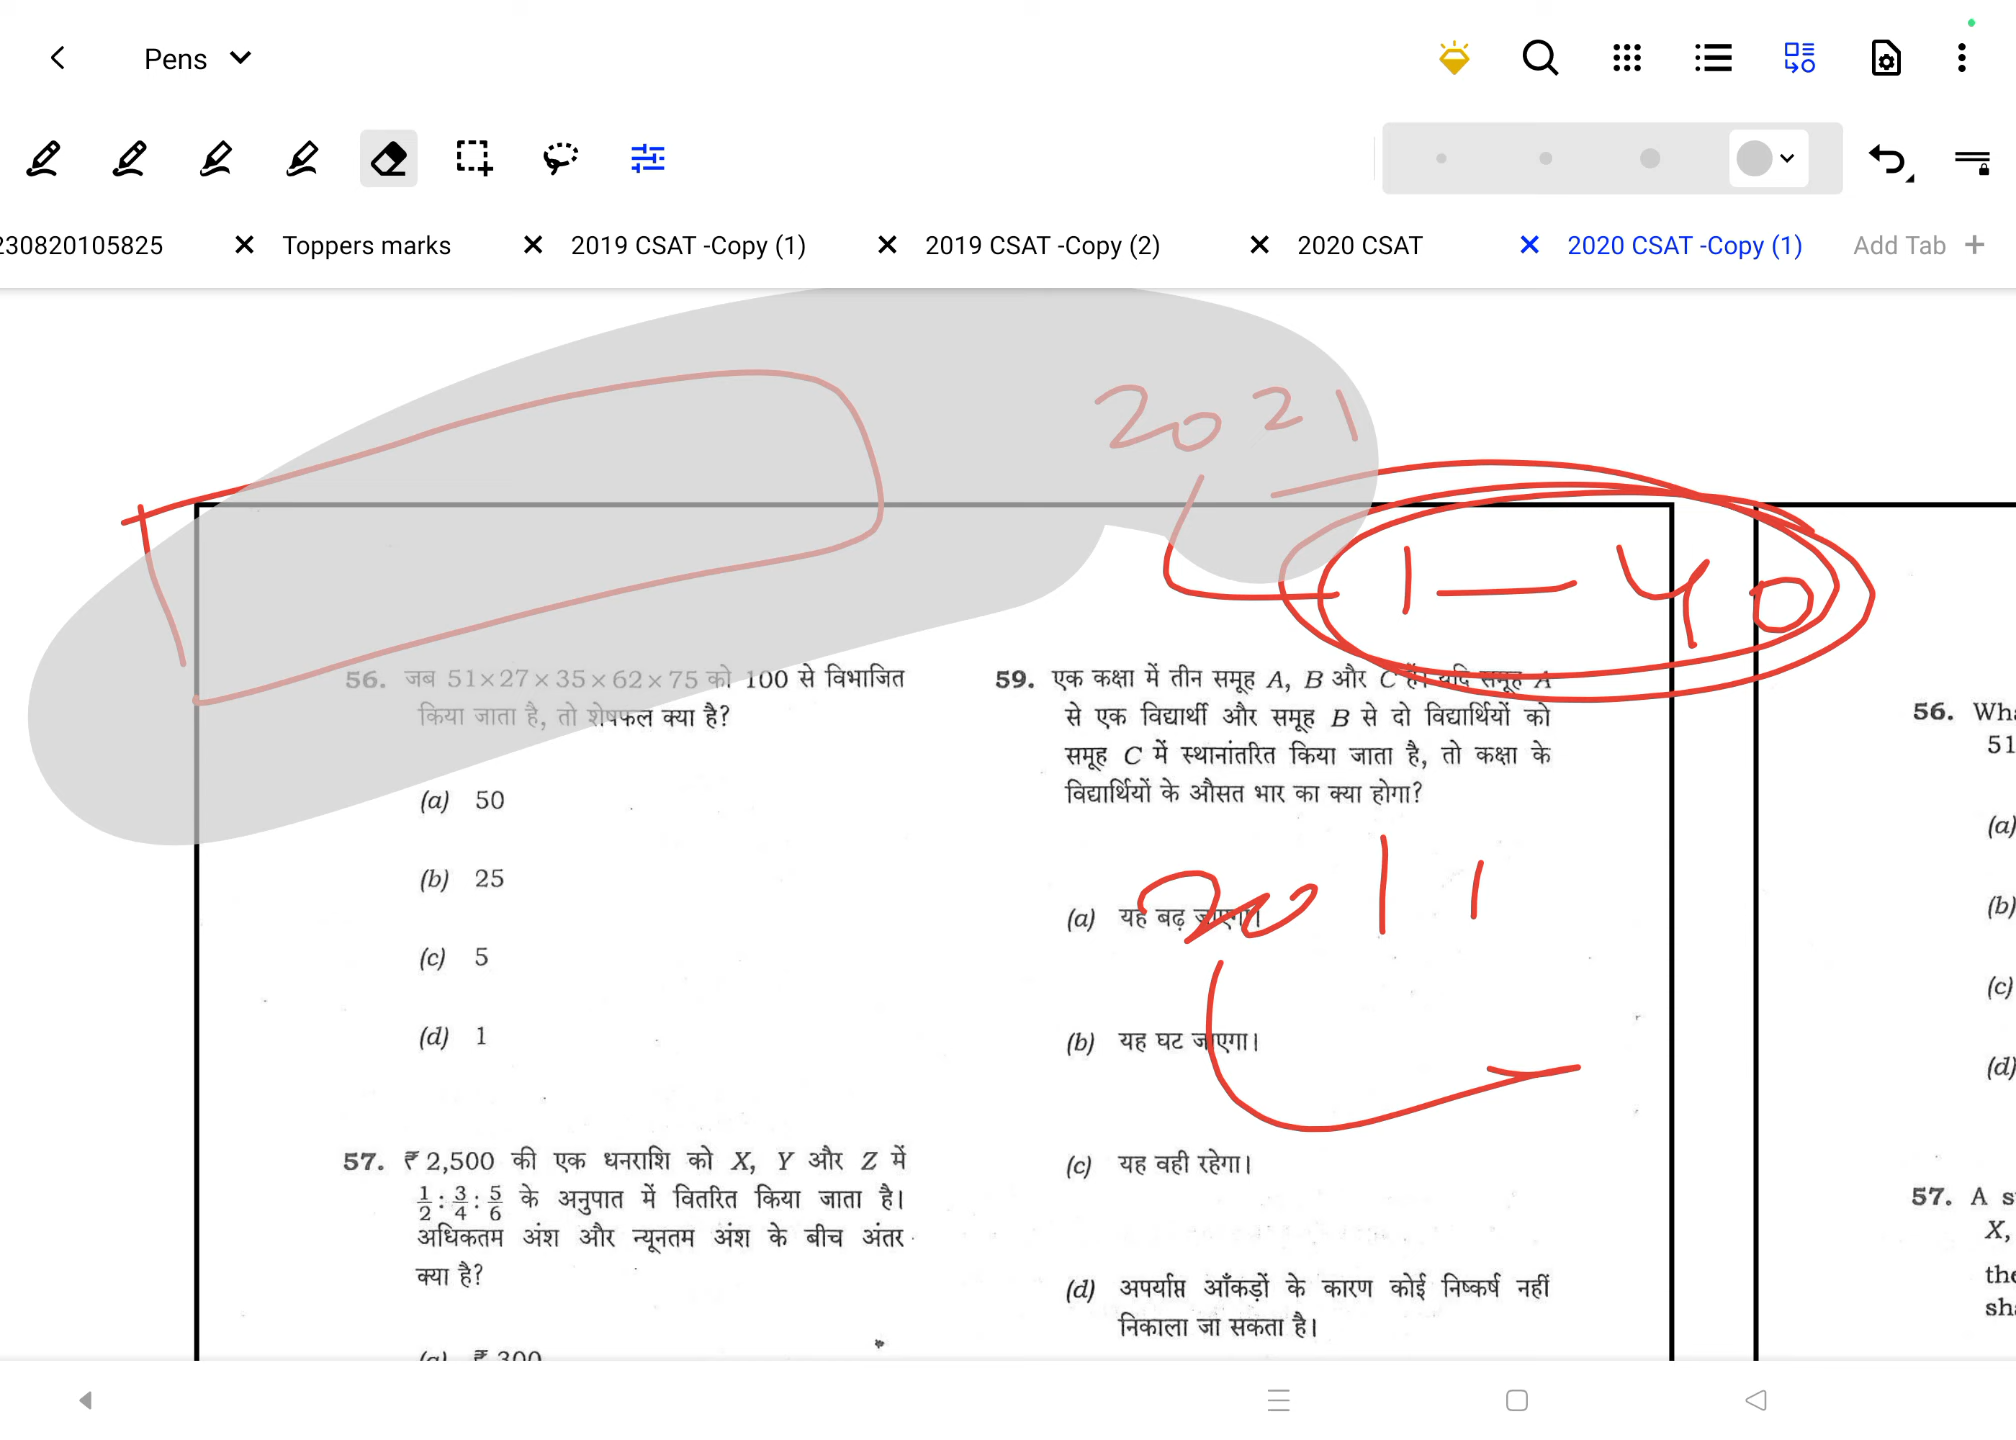 Pens
230820105825
Toppers marks
2019 CSAT -Copy (1)
2019 CSAT -Copy (2)
2020 CSAT
2020 CSAT -Copy (1)
Add Tab +
2021
1 — 40
56. जब 51×27×35×62×75 को 100 से विभाजित
किया जाता है, तो शेषफल क्या है?
(a) 50
(b) 25
(c) 5
(d) 1
57. ₹ 2,500 की एक धनराशि को X, Y और Z में
1/2 : 3/4 : 5/6 के अनुपात में वितरित किया जाता है।
अधिकतम अंश और न्यूनतम अंश के बीच अंतर
क्या है?
(a) ₹ 300
59. एक कक्षा में तीन समूह A, B और C हैं। यदि समूह A
से एक विद्यार्थी और समूह B से दो विद्यार्थियों को
समूह C में स्थानांतरित किया जाता है, तो कक्षा के
विद्यार्थियों के औसत भार का क्या होगा?
2011
(a) यह बढ़ जाएगा।
(b) यह घट जाएगा।
(c) यह वही रहेगा।
(d) अपर्याप्त आँकड़ों के कारण कोई निष्कर्ष नहीं
निकाला जा सकता है।
56. Wha
51
(a)
(b)
(c)
(d)
57. A s
X,
the
sha